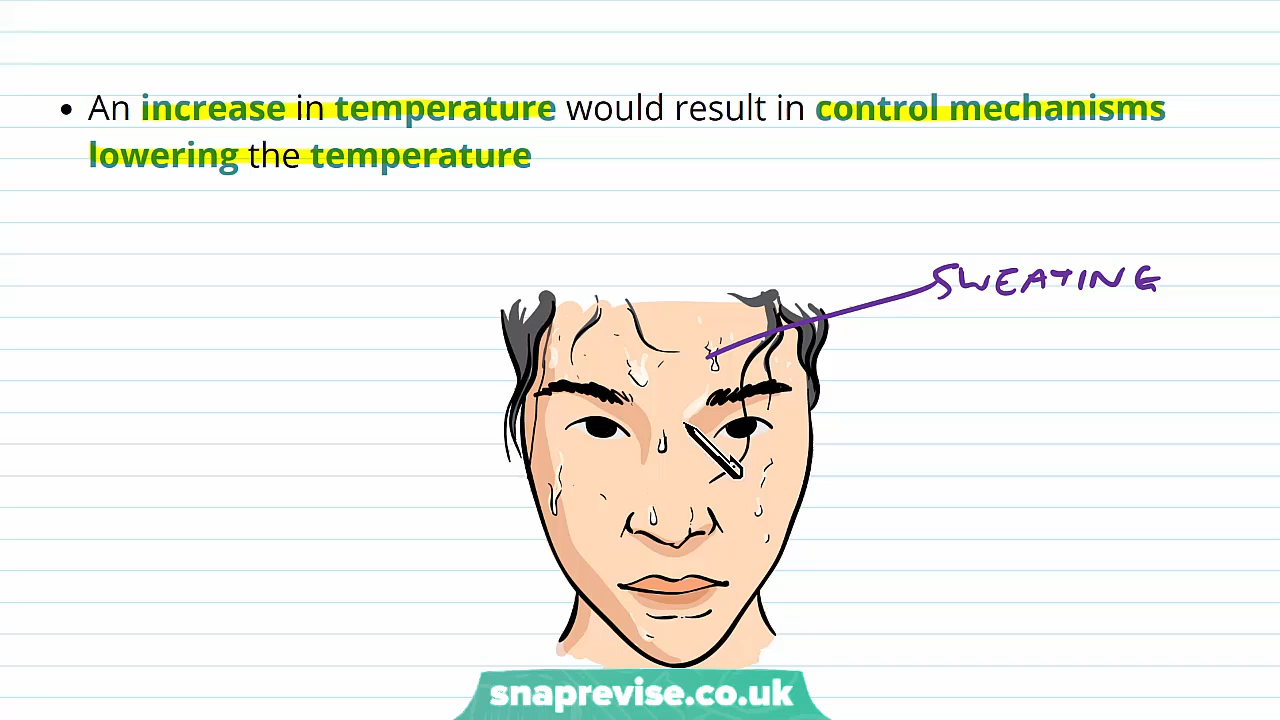 • An increase in temperature would result in control mechanisms
lowering the temperature
SWEATING
snaprevise.co.uk